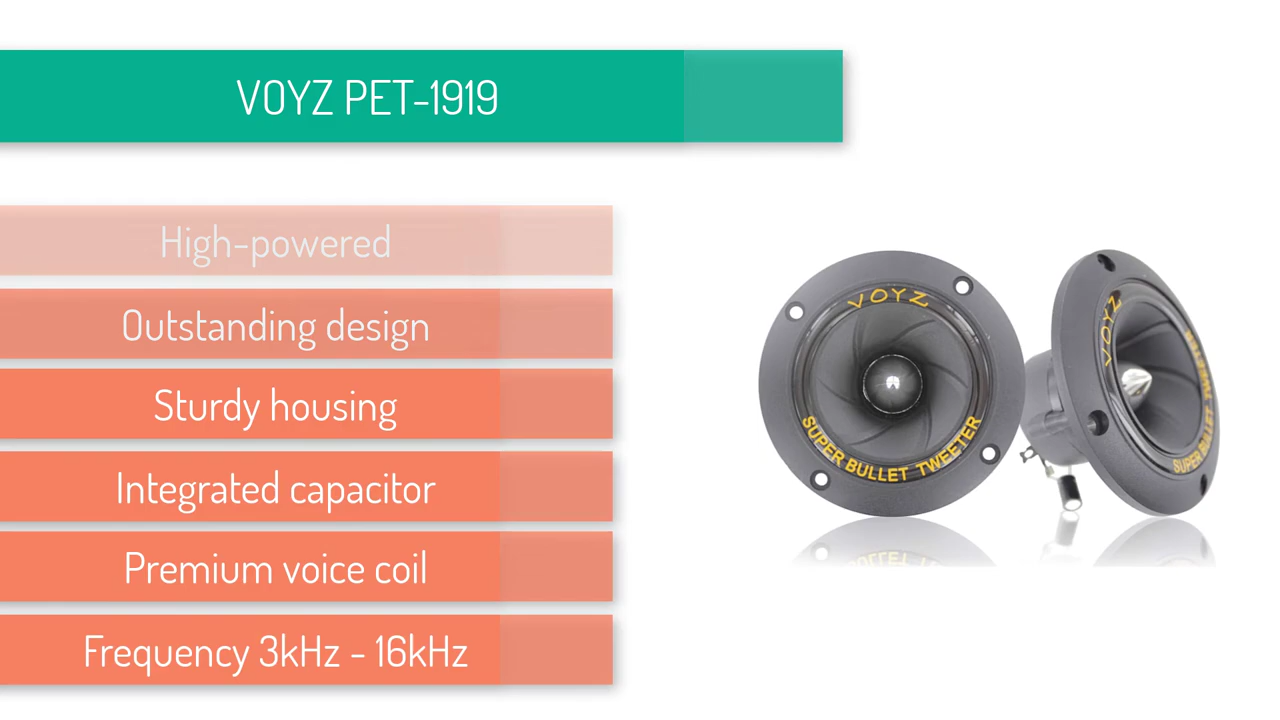 VOYZ PET-1919
High-powered
Outstanding design
Sturdy housing
Integrated capacitor
Premium voice coil
Frequency 3kHz - 16kHz
VOYZ
SUPER BULLET TWEETER
VOYZ
SUPER BULLET TWEETER